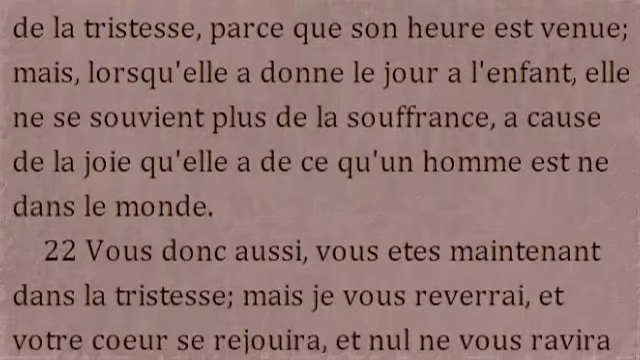 de la tristesse, parce que son heure est venue;
mais, lorsqu'elle a donne le jour a l'enfant, elle
ne se souvient plus de la souffrance, a cause
de la joie qu'elle a de ce qu'un homme est ne
dans le monde.
22 Vous donc aussi, vous etes maintenant
dans la tristesse; mais je vous reverrai, et
votre coeur se rejouira, et nul ne vous ravira